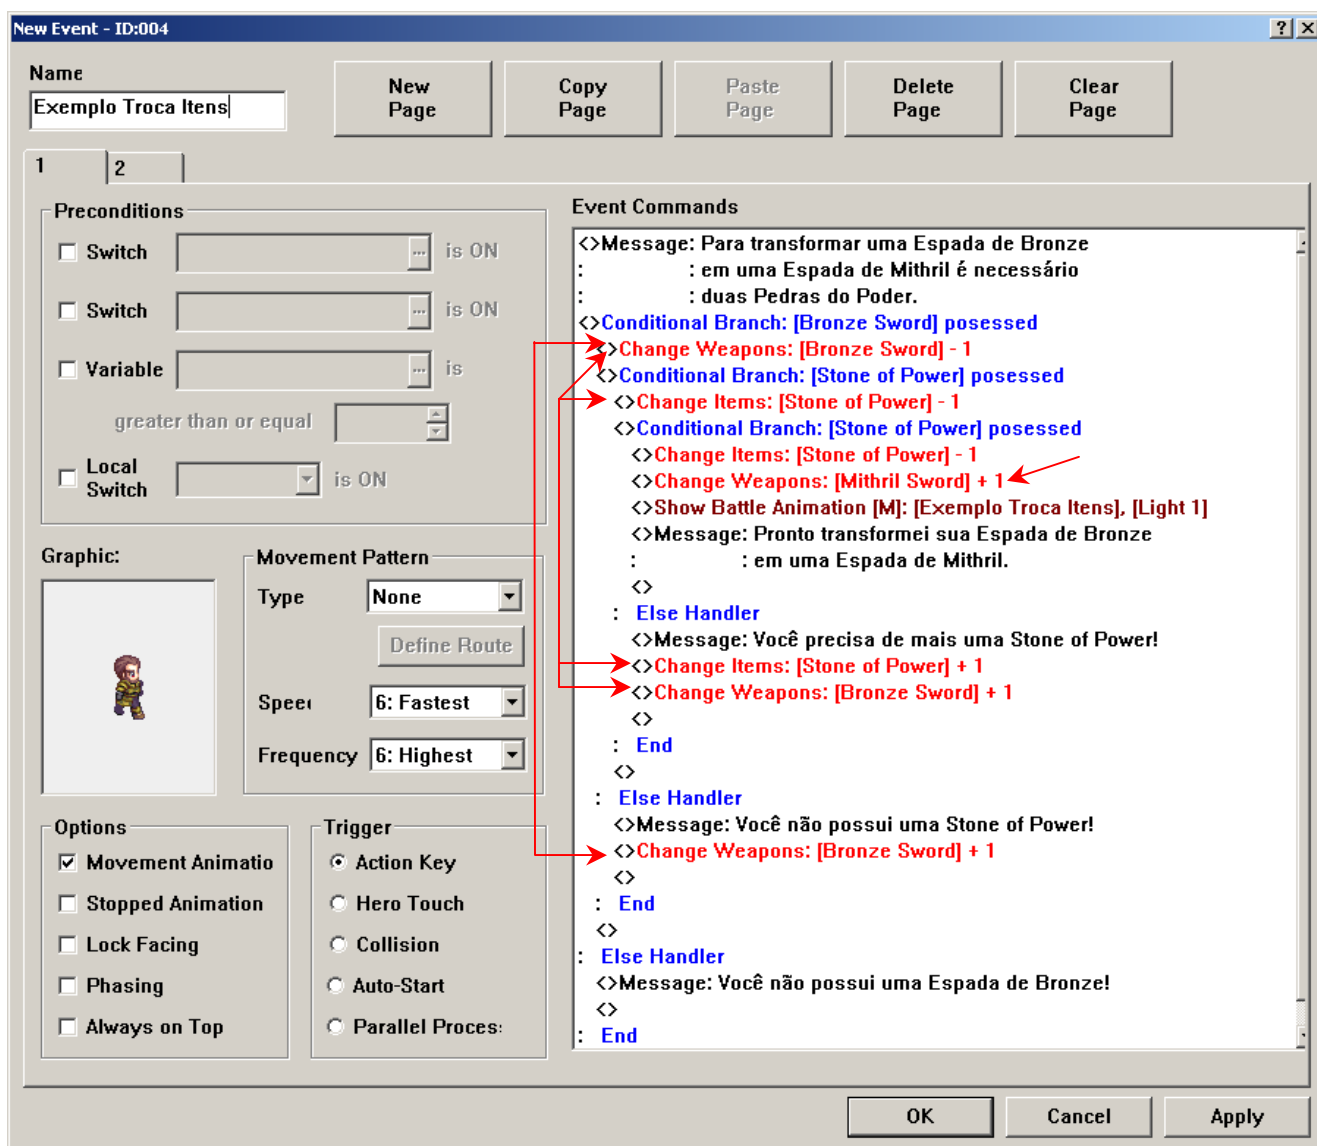 New Event - ID:004
Name
Exemplo Troca Itens
New Page
Copy Page
Paste Page
Delete Page
Clear Page
1
2
Preconditions
Switch ... is ON
Switch ... is ON
Variable ... is
greater than or equal
Local Switch is ON
Graphic:
Movement Pattern
Type None
Define Route
Speed 6: Fastest
Frequency 6: Highest
Options
Movement Animatio
Stopped Animation
Lock Facing
Phasing
Always on Top
Trigger
Action Key
Hero Touch
Collision
Auto-Start
Parallel Proces
Event Commands
<>Message: Para transformar uma Espada de Bronze
: : em uma Espada de Mithril é necessário
: : duas Pedras do Poder.
<>Conditional Branch: [Bronze Sword] posessed
<>Change Weapons: [Bronze Sword] - 1
<>Conditional Branch: [Stone of Power] posessed
<>Change Items: [Stone of Power] - 1
<>Conditional Branch: [Stone of Power] posessed
<>Change Items: [Stone of Power] - 1
<>Change Weapons: [Mithril Sword] + 1
<>Show Battle Animation [M]: [Exemplo Troca Itens], [Light 1]
<>Message: Pronto transformei sua Espada de Bronze
: : em uma Espada de Mithril.
<>
: Else Handler
<>Message: Você precisa de mais uma Stone of Power!
<>Change Items: [Stone of Power] + 1
<>Change Weapons: [Bronze Sword] + 1
<>
: End
<>
: Else Handler
<>Message: Você não possui uma Stone of Power!
<>Change Weapons: [Bronze Sword] + 1
<>
: End
<>
: Else Handler
<>Message: Você não possui uma Espada de Bronze!
<>
: End
OK
Cancel
Apply